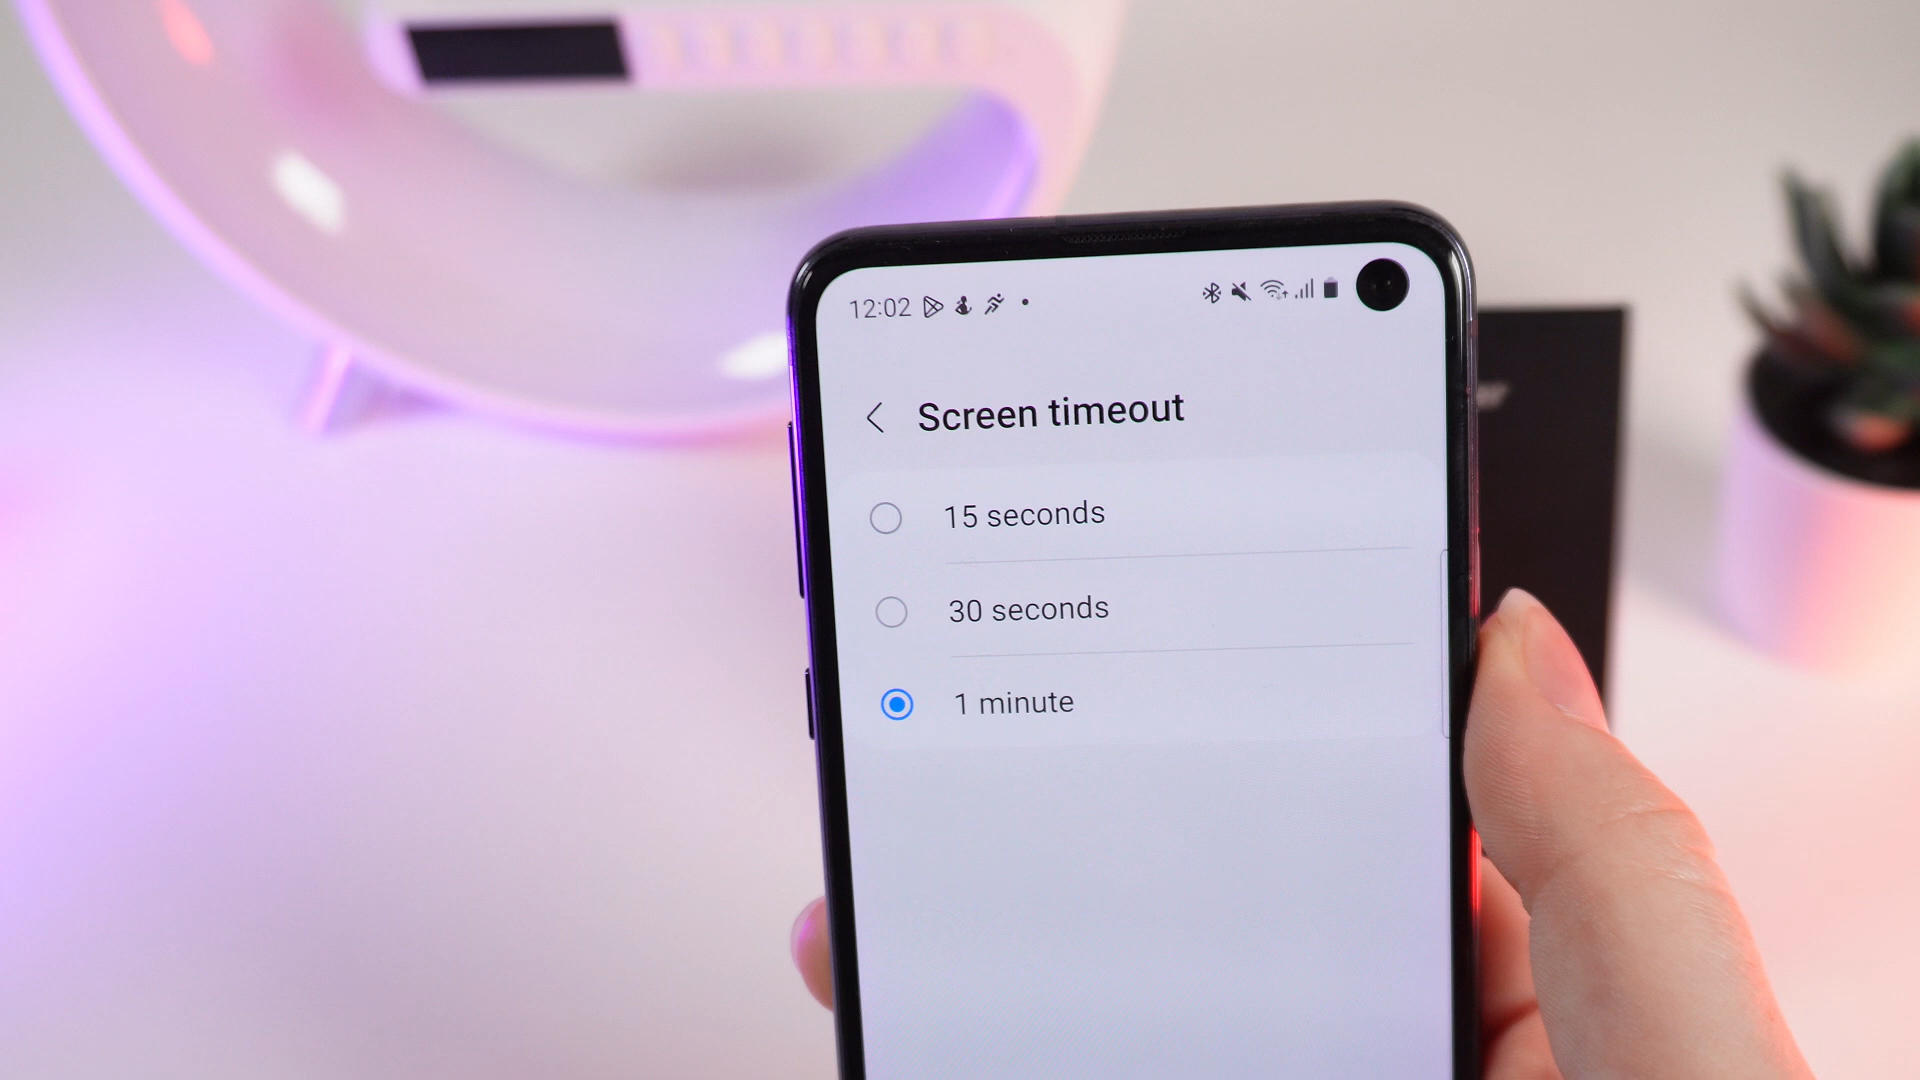 12:02
Screen timeout
15 seconds
30 seconds
1 minute